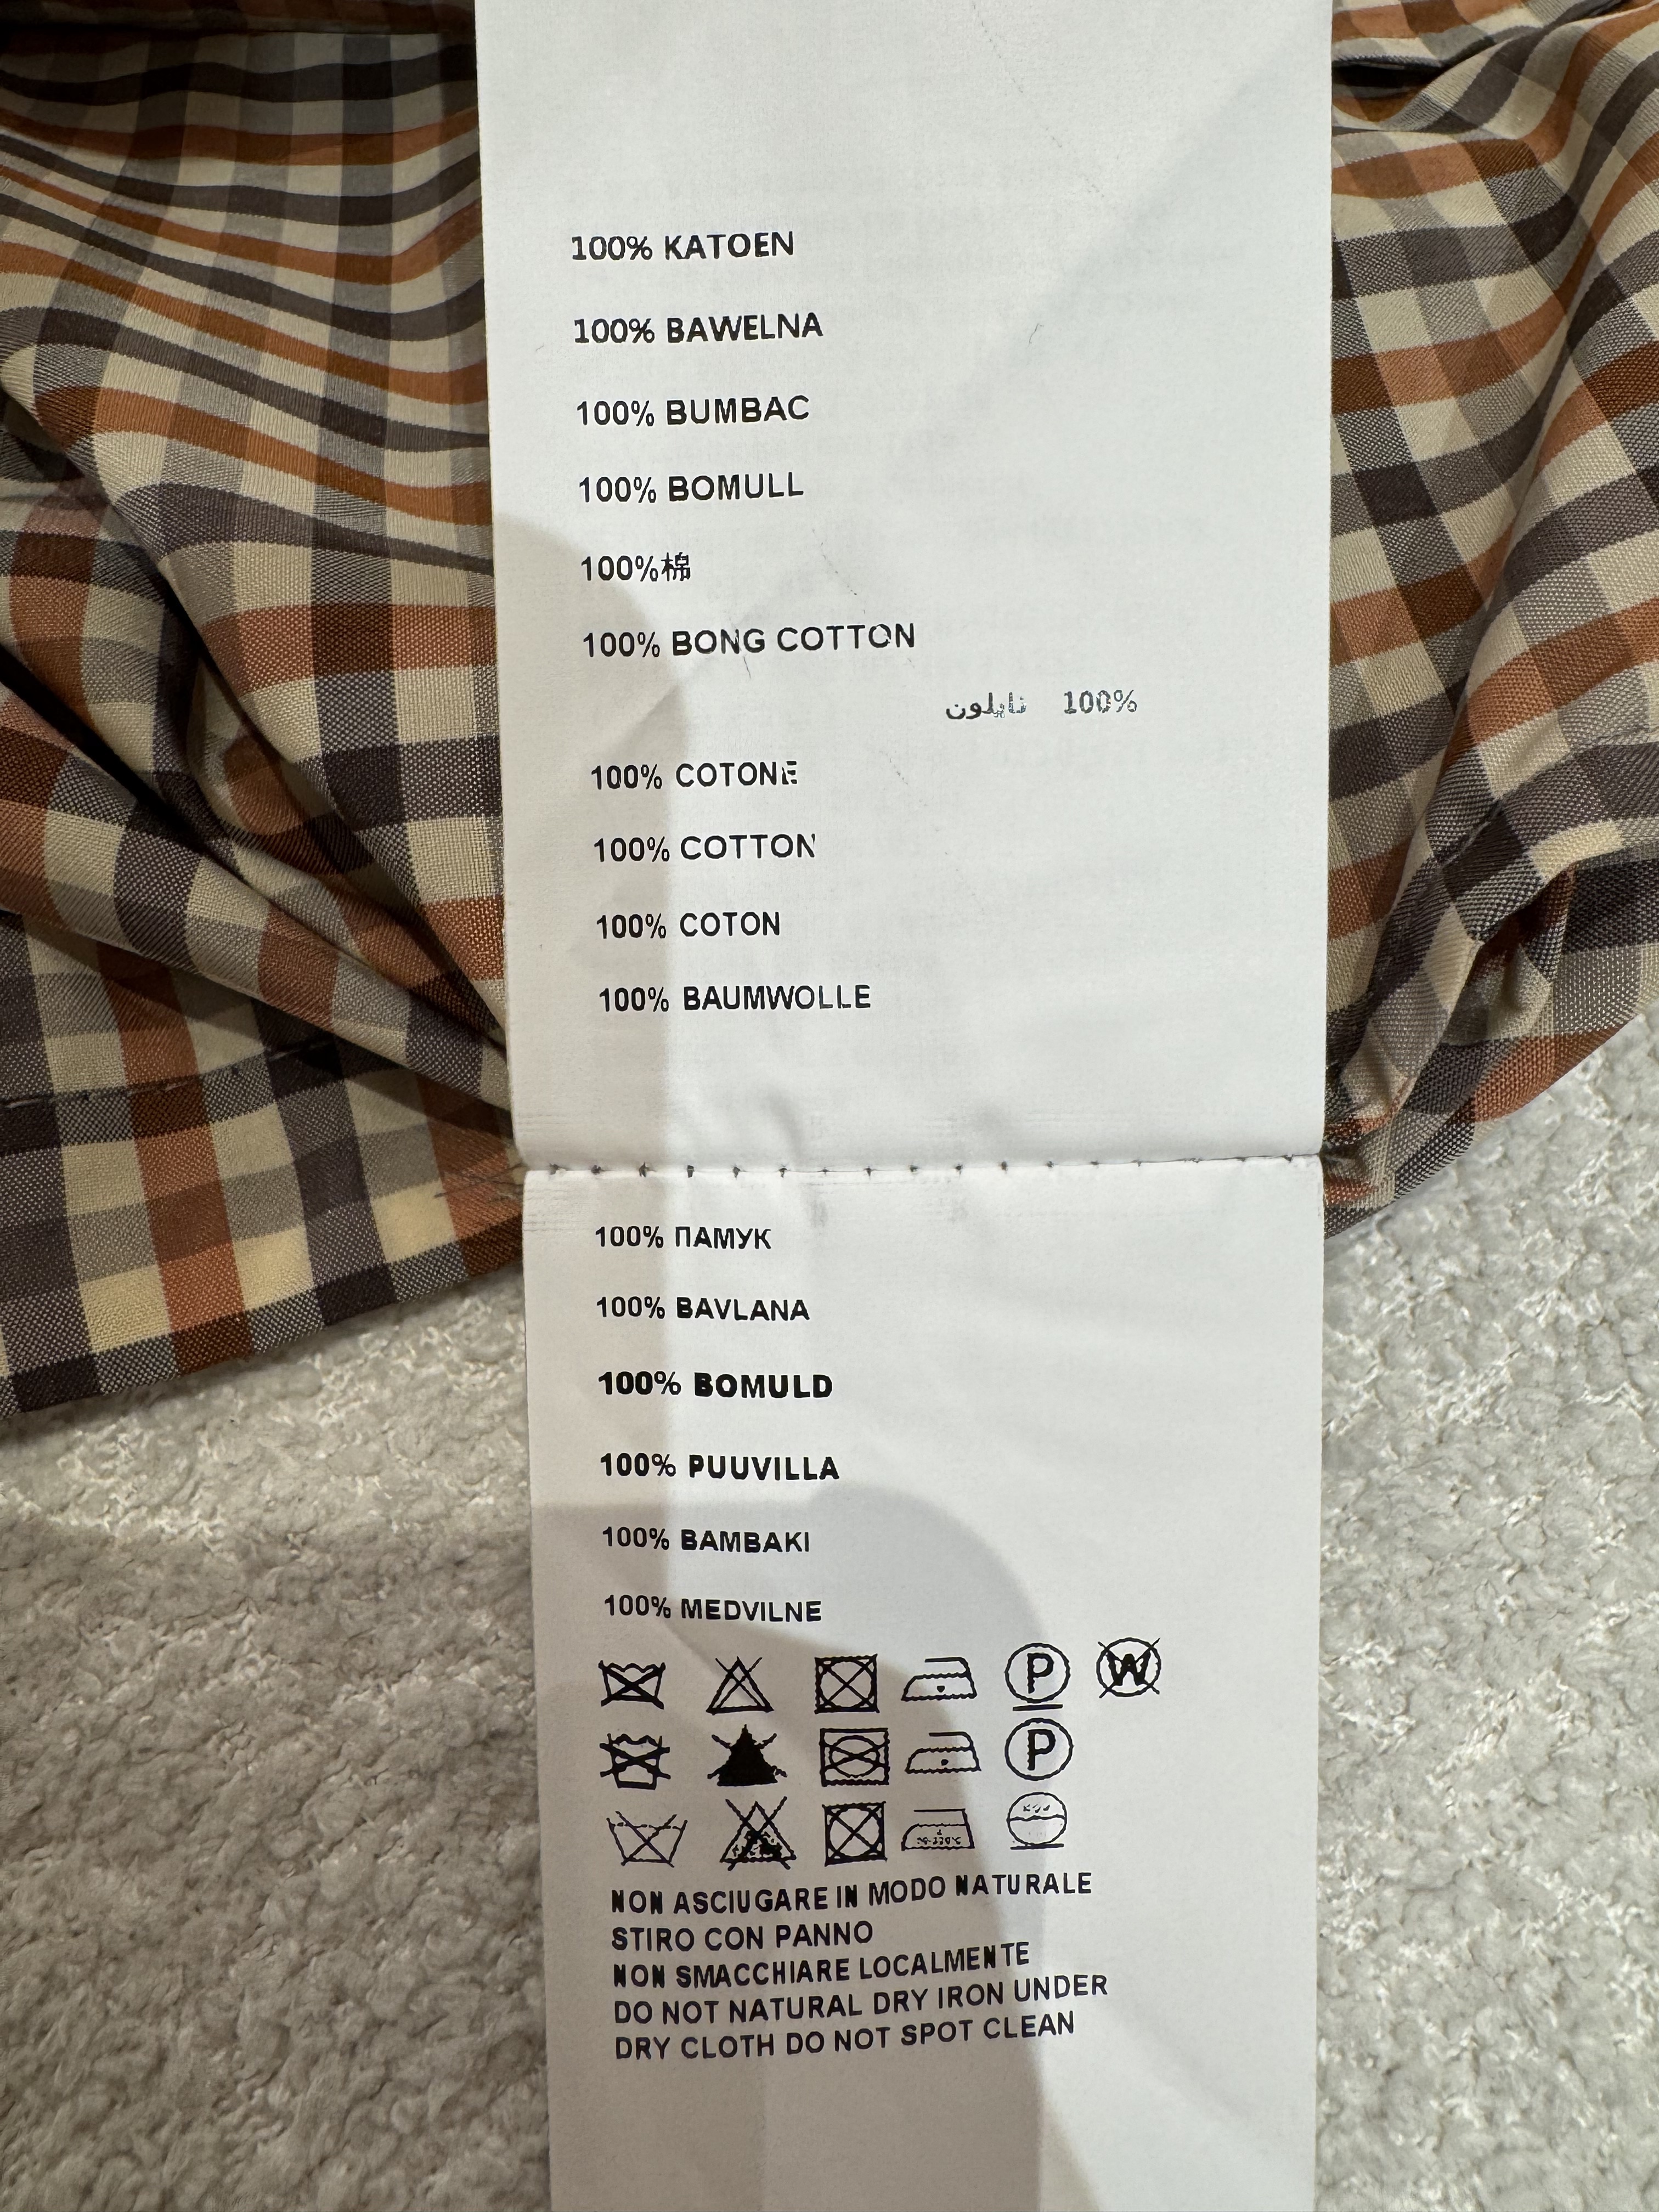 100% KATOEN
100% BAWELNA
100% BUMBAC
100% BOMULL
100%棉
100% BONG COTTON
100% نايلون
100% COTONE
100% COTTON
100% COTON
100% BAUMWOLLE
100% ПАМУК
100% BAVLANA
100% BOMULD
100% PUUVILLA
100% BAMBAKI
100% MEDVILNE
P W
P
NON ASCIUGARE IN MODO NATURALE
STIRO CON PANNO
NON SMACCHIARE LOCALMENTE
DO NOT NATURAL DRY IRON UNDER
DRY CLOTH DO NOT SPOT CLEAN